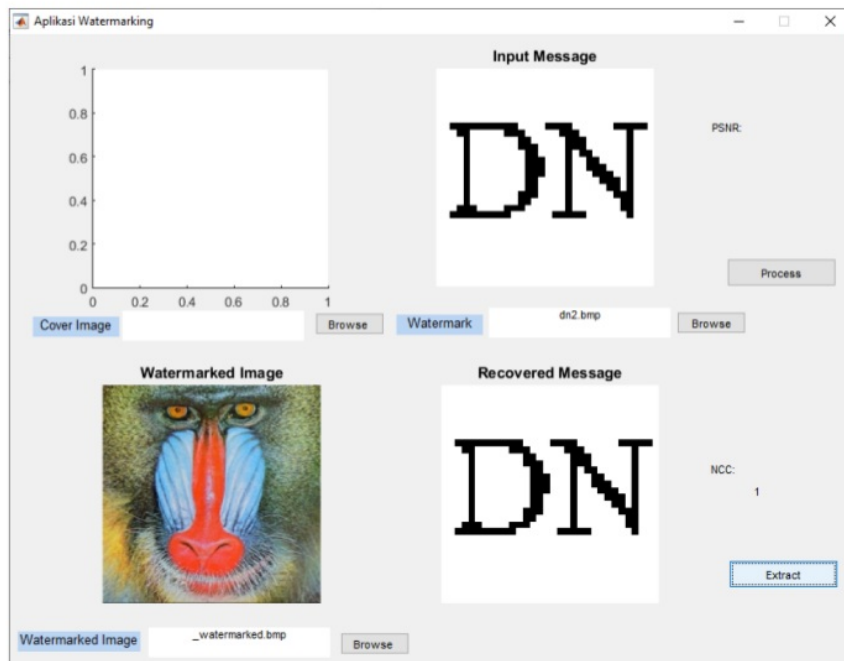 Aplikasi Watermarking
Input Message
1
0.8
0.6
0.4
0.2
0
0 0.2 0.4 0.6 0.8 1
DN
PSNR:
Process
Cover Image Browse Watermark dn2.bmp Browse
Watermarked Image Recovered Message
DN
NCC:
1
Extract
Watermarked Image _watermarked.bmp Browse